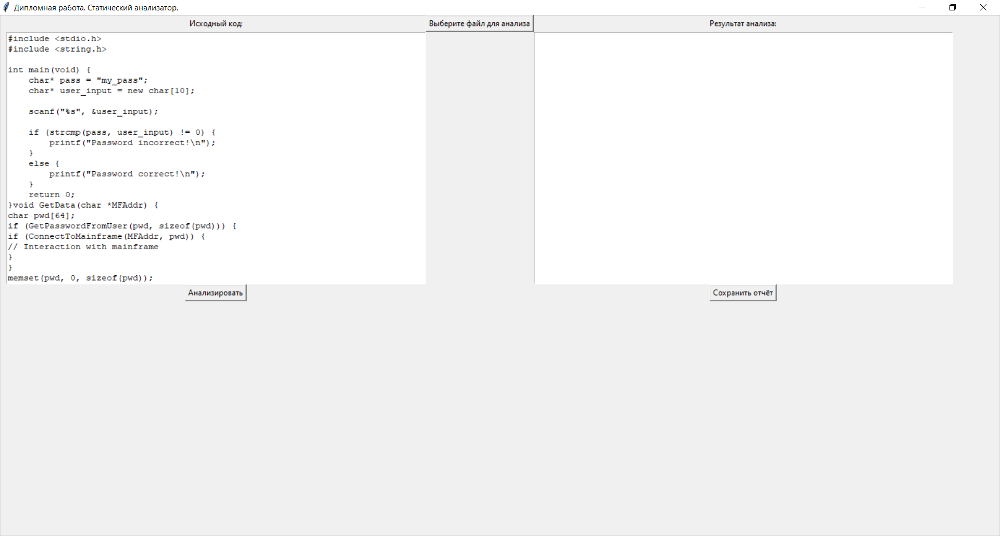 Дипломная работа. Статический анализатор.
Исходный код:
Выберите файл для анализа
Результат анализа:
#include <stdio.h>
#include <string.h>
int main(void) {
    char* pass = "my_pass";
    char* user_input = new char[10];
    scanf("%s", &user_input);
    if (strcmp(pass, user_input) != 0) {
        printf("Password incorrect!\n");
    }
    else {
        printf("Password correct!\n");
    }
    return 0;
}void GetData(char *MFAddr) {
char pwd[64];
if (GetPasswordFromUser(pwd, sizeof(pwd))) {
if (ConnectToMainframe(MFAddr, pwd)) {
// Interaction with mainframe
}
}
memset(pwd, 0, sizeof(pwd));
Анализировать
Сохранить отчёт